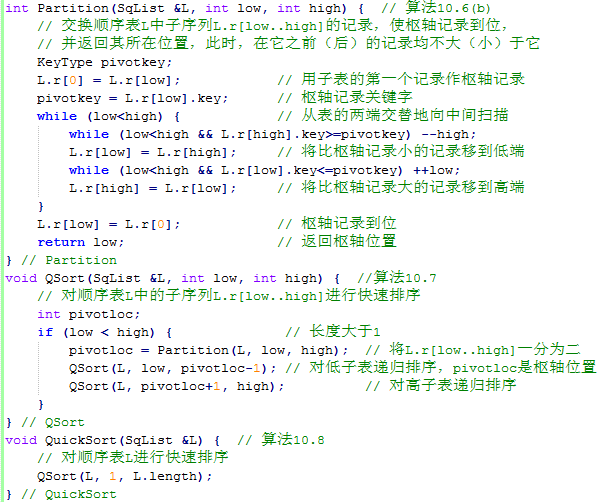 int Partition(SqList &L, int low, int high) {  // 算法10.6(b)
    // 交换顺序表L中子序列L.r[low..high]的记录，使枢轴记录到位，
    // 并返回其所在位置，此时，在它之前（后）的记录均不大（小）于它
    KeyType pivotkey;
    L.r[0] = L.r[low];            // 用子表的第一个记录作枢轴记录
    pivotkey = L.r[low].key;      // 枢轴记录关键字
    while (low<high) {            // 从表的两端交替地向中间扫描
        while (low<high && L.r[high].key>=pivotkey) --high;
        L.r[low] = L.r[high];     // 将比枢轴记录小的记录移到低端
        while (low<high && L.r[low].key<=pivotkey) ++low;
        L.r[high] = L.r[low];     // 将比枢轴记录大的记录移到高端
    }
    L.r[low] = L.r[0];            // 枢轴记录到位
    return low;                   // 返回枢轴位置
} // Partition
void QSort(SqList &L, int low, int high) {  //算法10.7
    // 对顺序表L中的子序列L.r[low..high]进行快速排序
    int pivotloc;
    if (low < high) {              // 长度大于1
        pivotloc = Partition(L, low, high);  // 将L.r[low..high]一分为二
        QSort(L, low, pivotloc-1); // 对低子表递归排序，pivotloc是枢轴位置
        QSort(L, pivotloc+1, high);          // 对高子表递归排序
    }
} // QSort
void QuickSort(SqList &L) {  // 算法10.8
    // 对顺序表L进行快速排序
    QSort(L, 1, L.length);
} // QuickSort